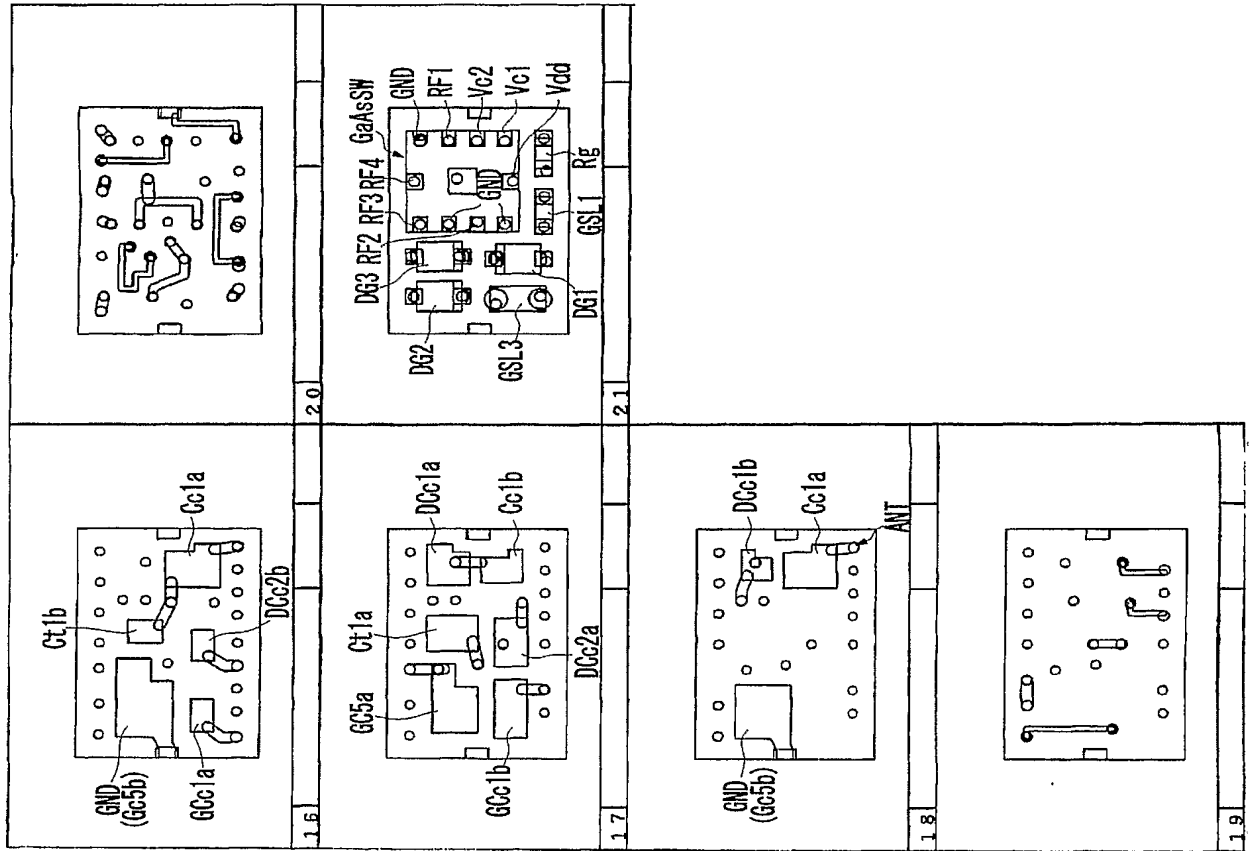 20
GaAsSW
GND
RF1
Vc2
Vc1
Vdd
RF4
RF3
RF2
GND
DG3
DG2
GSL3
DG1
GSL1
Rg
21
Ct1b
Cc1a
DCc2b
GND
(Gc5b)
GCc1a
16
DCc1a
Cc1b
Ct1a
GC5a
DCc2a
GCc1b
17
DCc1b
Cc1a
ANT
GND
(Gc5b)
18
19